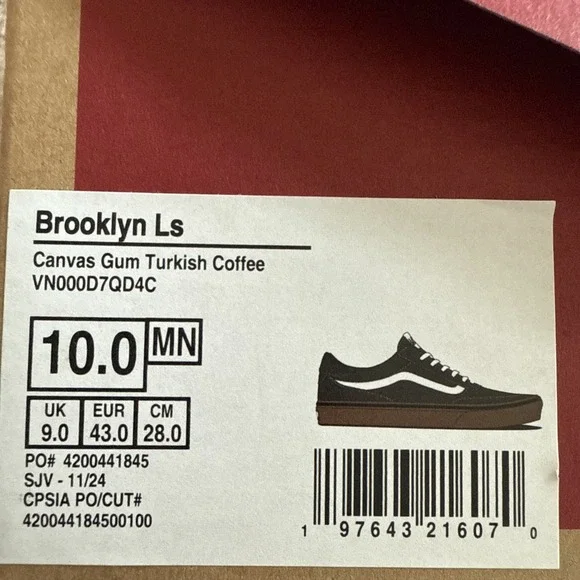 Brooklyn Ls
Canvas Gum Turkish Coffee
VN000D7QD4C
10.0 MN
UK EUR CM
9.0 43.0 28.0
PO# 4200441845
SJV - 11/24
CPSIA PO/CUT#
420044184500100
1 97643 21607 0